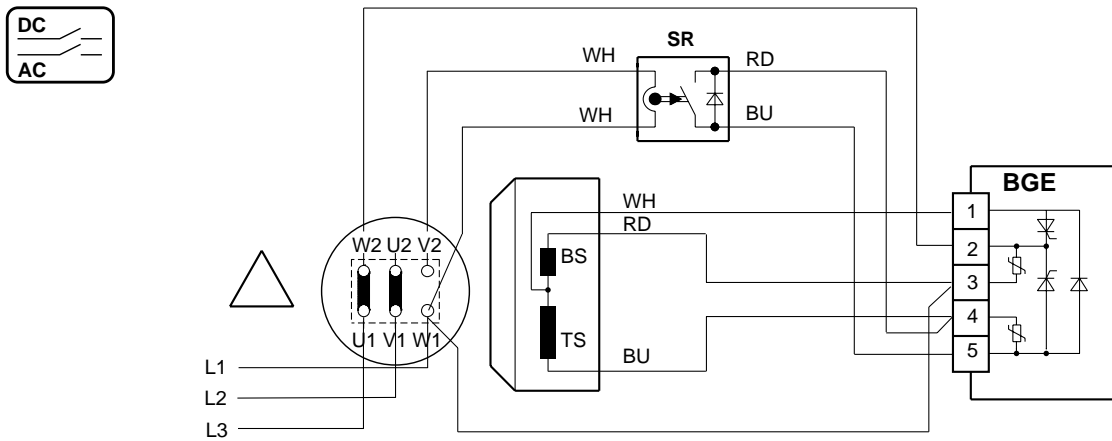 DC
AC
SR
WH
RD
WH
BU
BGE
WH
RD
1
2
3
4
5
W2 U2 V2
BS
TS
U1 V1 W1
BU
L1
L2
L3